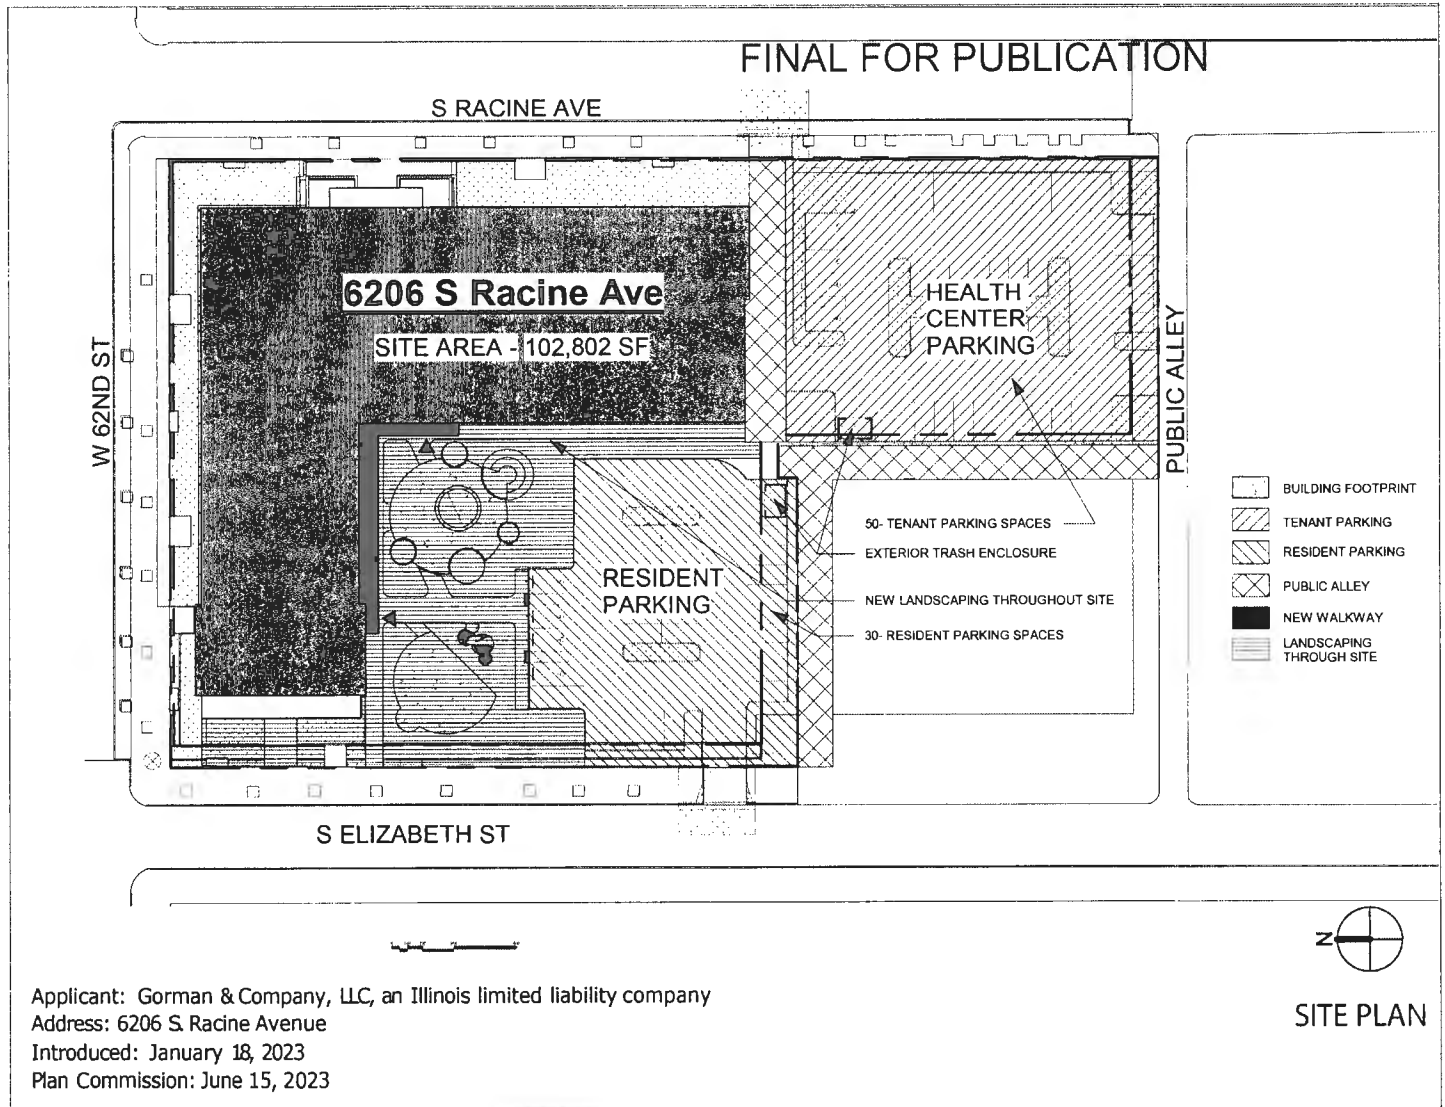 FINAL FOR PUBLICATION
S RACINE AVE
6206 S Racine Ave
SITE AREA - 102,802 SF
W 62ND ST
HEALTH
CENTER
PARKING
PUBLIC ALLEY
RESIDENT
PARKING
50- TENANT PARKING SPACES
EXTERIOR TRASH ENCLOSURE
NEW LANDSCAPING THROUGHOUT SITE
30- RESIDENT PARKING SPACES
BUILDING FOOTPRINT
TENANT PARKING
RESIDENT PARKING
PUBLIC ALLEY
NEW WALKWAY
LANDSCAPING
THROUGH SITE
S ELIZABETH ST
N
SITE PLAN
Applicant: Gorman & Company, LLC, an Illinois limited liability company
Address: 6206 S. Racine Avenue
Introduced: January 18, 2023
Plan Commission: June 15, 2023